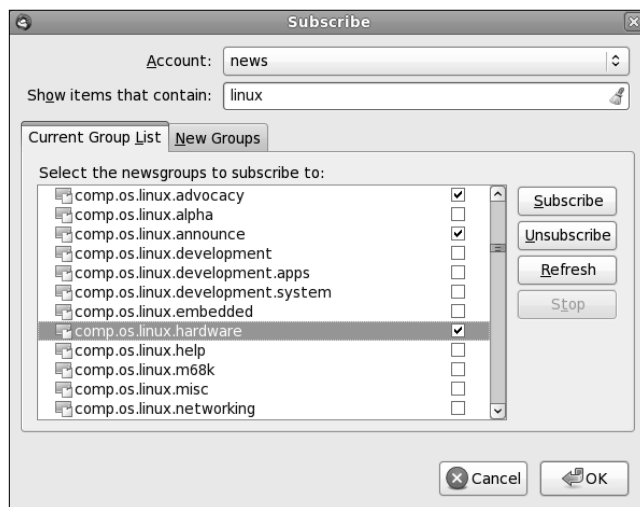 Subscribe
Account: news
Show items that contain: linux
Current Group List New Groups
Select the newsgroups to subscribe to:
comp.os.linux.advocacy
comp.os.linux.alpha
comp.os.linux.announce
comp.os.linux.development
comp.os.linux.development.apps
comp.os.linux.development.system
comp.os.linux.embedded
comp.os.linux.hardware
comp.os.linux.help
comp.os.linux.m68k
comp.os.linux.misc
comp.os.linux.networking
Subscribe
Unsubscribe
Refresh
Stop
Cancel OK